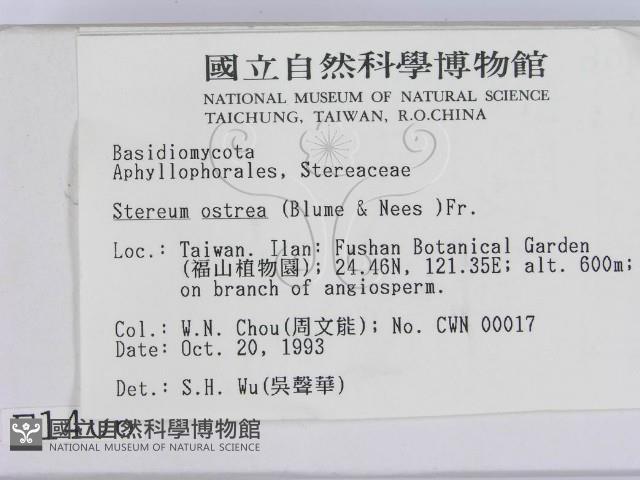 國立自然科學博物館
NATIONAL MUSEUM OF NATURAL SCIENCE
TAICHUNG, TAIWAN, R.O.CHINA
Basidiomycota
Aphyllophorales, Stereaceae
Stereum ostrea (Blume & Nees )Fr.
Loc.: Taiwan. Ilan: Fushan Botanical Garden
(福山植物園); 24.46N, 121.35E; alt. 600m;
on branch of angiosperm.
Col.: W.N. Chou(周文能); No. CWN 00017
Date: Oct. 20, 1993
Det.: S.H. Wu(吳聲華)
國立自然科學博物館
NATIONAL MUSEUM OF NATURAL SCIENCE